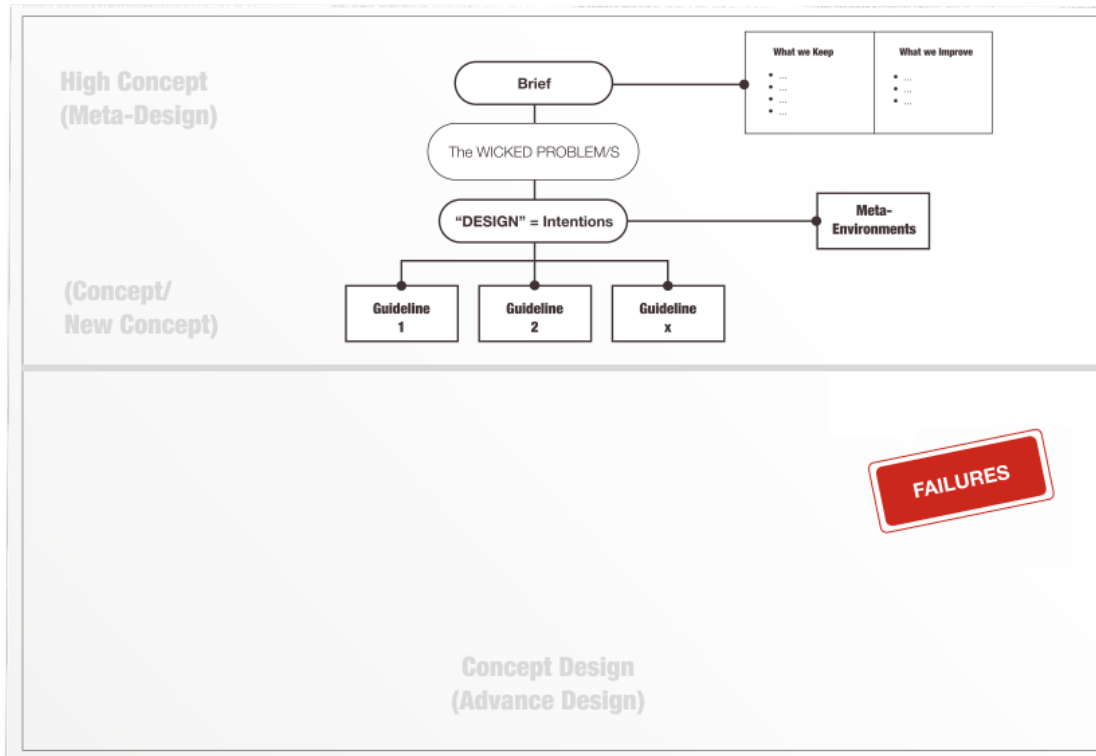 High Concept
(Meta-Design)
Brief
What we Keep
• ...
• ...
• ...
• ...
What we Improve
• ...
• ...
• ...
The WICKED PROBLEM/S
“DESIGN” = Intentions
Meta-
Environments
(Concept/
New Concept)
Guideline
1
Guideline
2
Guideline
x
FAILURES
Concept Design
(Advance Design)